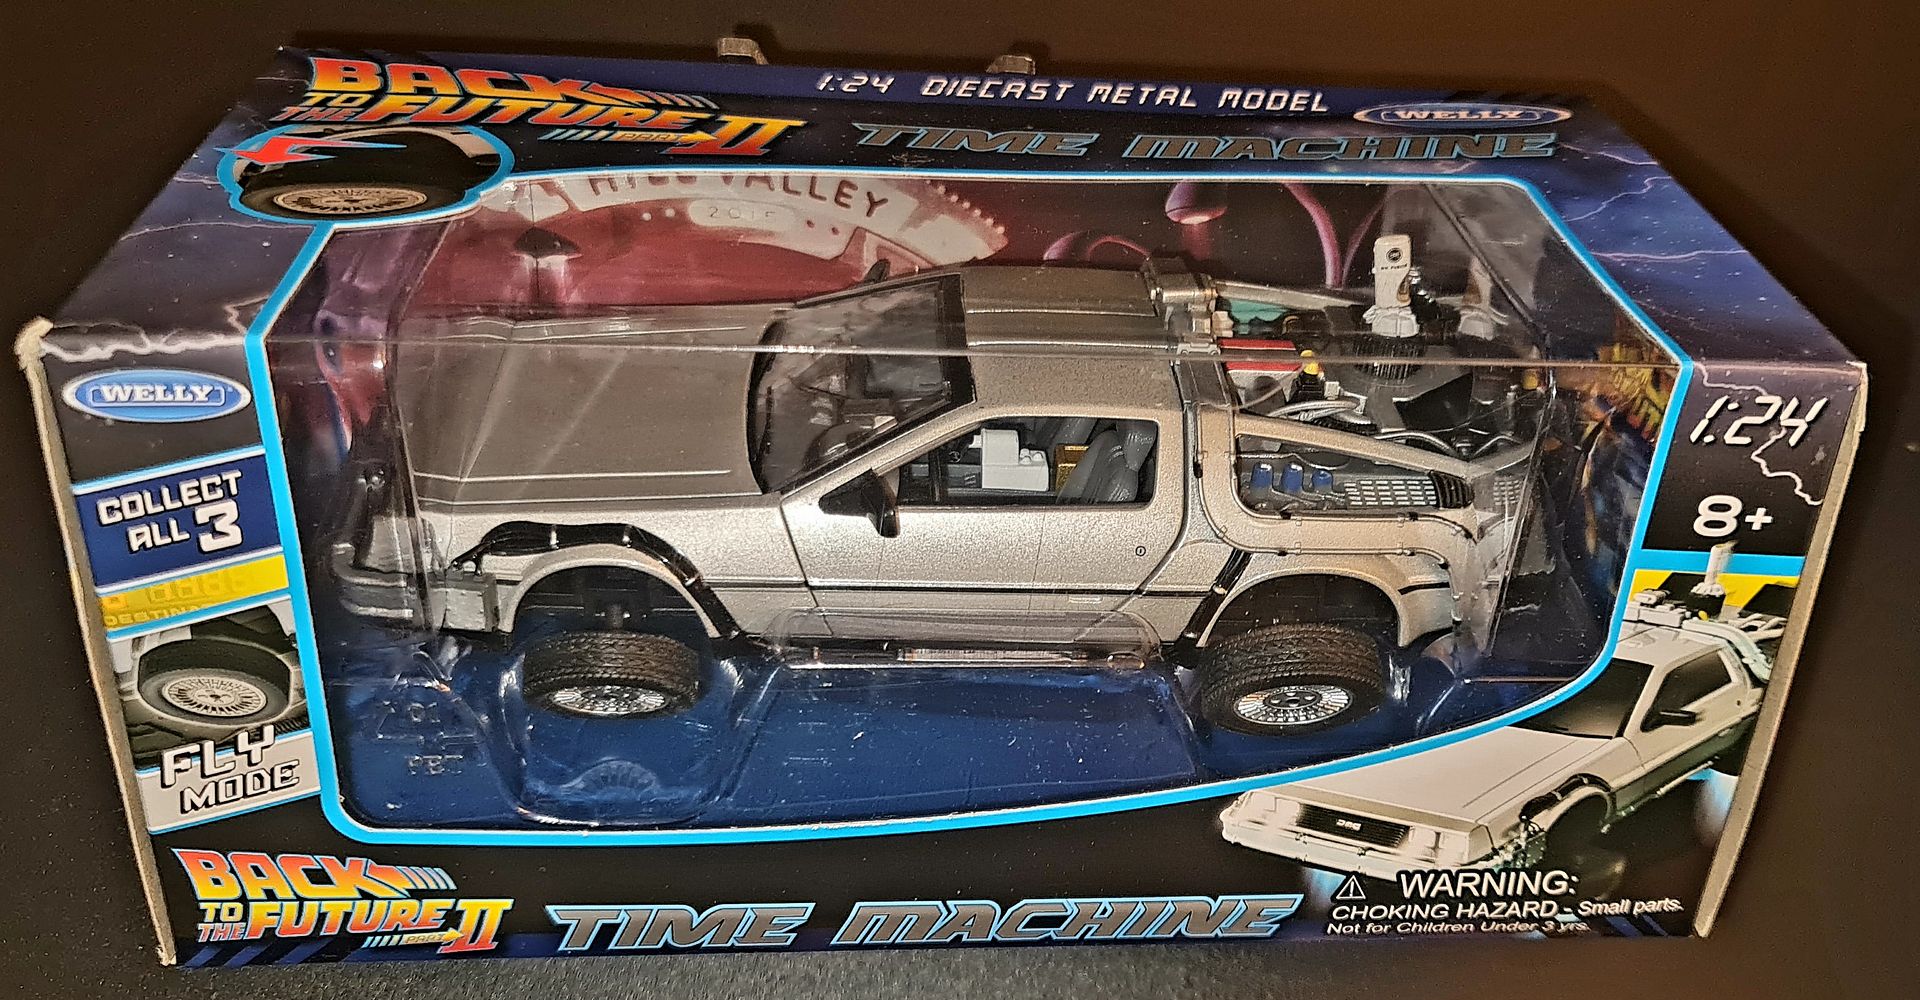 BACK
TO THE FUTURE
PART II
1:24 DIECAST METAL MODEL
WELLY
TIME MACHINE
HILL VALLEY
2015
WELLY
COLLECT
ALL 3
FLY
MODE
1:24
8+
BACK
TO THE FUTURE
PART II
TIME MACHINE
WARNING:
CHOKING HAZARD - Small parts.
Not for Children Under 3 yrs.